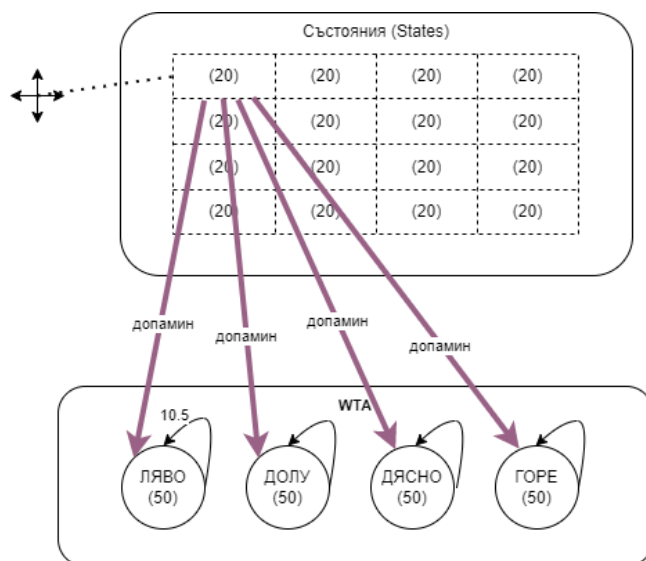 Състояния (States)
(20) (20) (20) (20)
(20) (20) (20) (20)
(20) (20) (20) (20)
(20) (20) (20) (20)
допамин
допамин
допамин
допамин
WTA
10.5
ЛЯВО
(50)
ДОЛУ
(50)
ДЯСНО
(50)
ГОРЕ
(50)